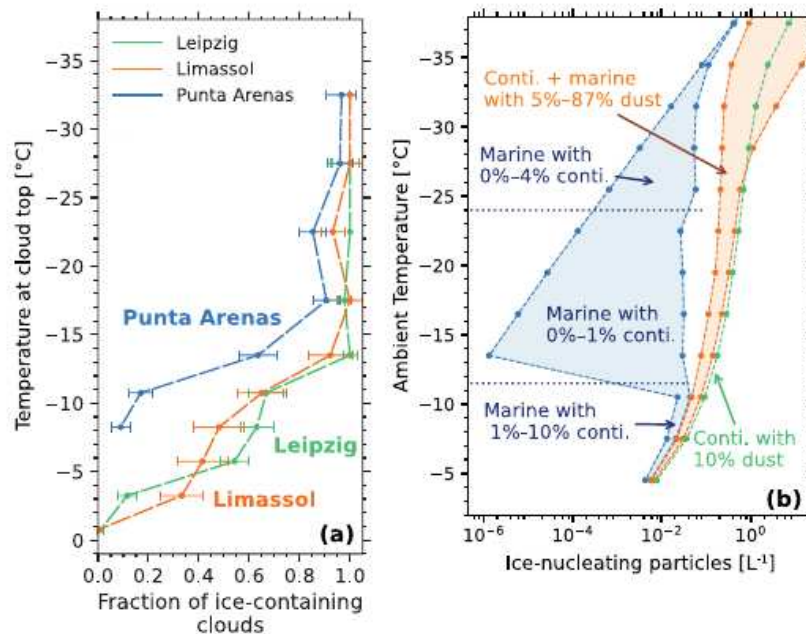 Leipzig
Limassol
Punta Arenas
−35
−30
−25
−20
−15
−10
−5
0
Temperature at cloud top [°C]
Punta Arenas
Leipzig
Limassol
(a)
0.0 0.2 0.4 0.6 0.8 1.0
Fraction of ice-containing
clouds
−35
−30
−25
−20
−15
−10
−5
Ambient Temperature [°C]
Conti. + marine
with 5%–87% dust
Marine with
0%–4% conti.
Marine with
0%–1% conti.
Marine with
1%–10% conti.
Conti. with
10% dust
(b)
10⁻⁶ 10⁻⁴ 10⁻² 10⁰
Ice-nucleating particles [L⁻¹]